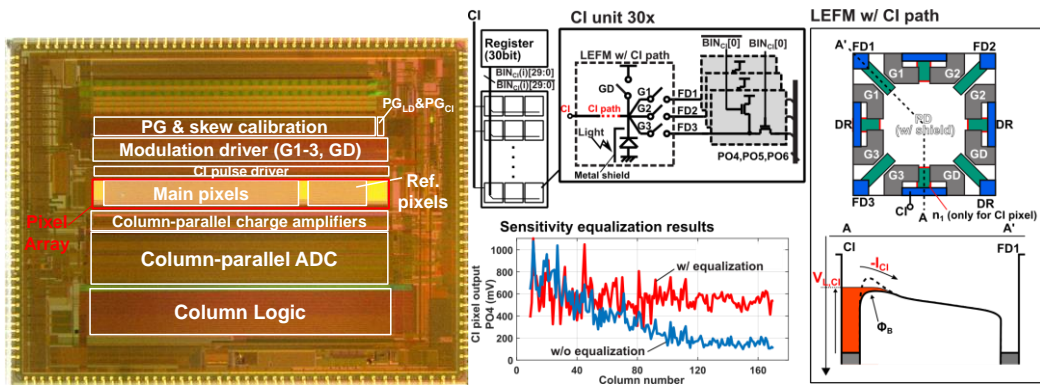 PG_LD&PG_CI
PG & skew calibration
Modulation driver (G1-3, GD)
CI pulse driver
Main pixels
Ref. pixels
Pixel Array
Column-parallel charge amplifiers
Column-parallel ADC
Column Logic
CI
CI unit 30x
Register
(30bit)
BIN_CI(i)[29:0]
BIN_CI(i)[29:0]
BIN_CI[0]
BIN_CI[0]
LEFM w/ CI path
GD
G1
G2
G3
FD1
FD2
FD3
CI
CI path
Light
Metal shield
PO4,PO5,PO6
Sensitivity equalization results
CI pixel output
PO4 (mV)
1000
800
600
400
200
0
0
40
80
120
160
Column number
w/ equalization
w/o equalization
LEFM w/ CI path
A'
FD1
FD2
G1
G2
G1
G2
DR
PD
(w/ shield)
DR
G3
GD
G3
GD
FD3
CI
A
n1 (only for CI pixel)
DR
A
A'
CI
FD1
-I_CI
V_L,CI
Φ_B